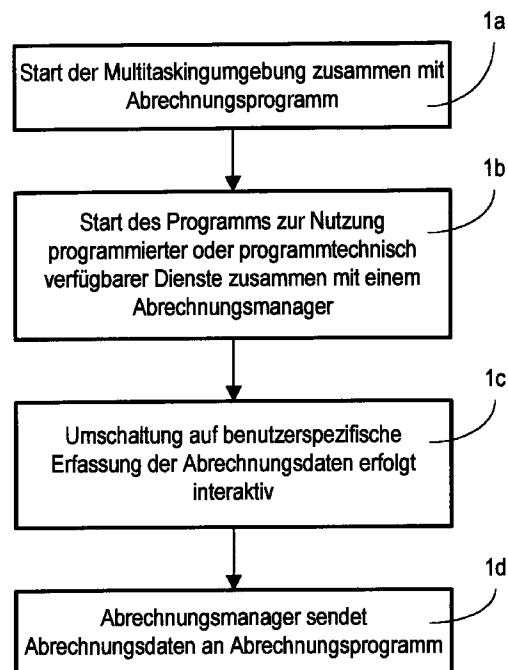 1a
Start der Multitaskingumgebung zusammen mit
Abrechnungsprogramm
1b
Start des Programms zur Nutzung
programmierter oder programmtechnisch
verfügbarer Dienste zusammen mit einem
Abrechnungsmanager
1c
Umschaltung auf benutzerspezifische
Erfassung der Abrechnungsdaten erfolgt
interaktiv
1d
Abrechnungsmanager sendet
Abrechnungsdaten an Abrechnungsprogramm